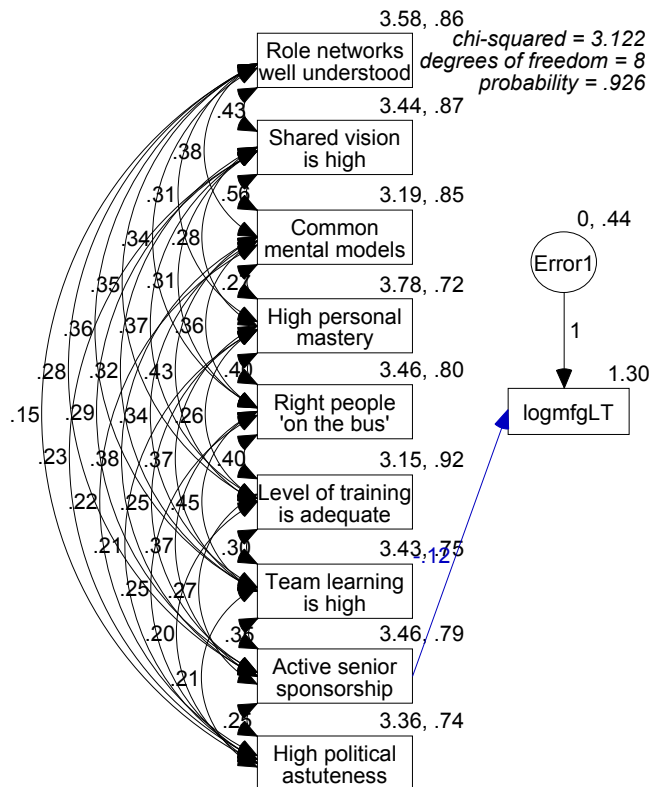 3.58, .86
chi-squared = 3.122
degrees of freedom = 8
probability = .926
Role networks
well understood
3.44, .87
.43
Shared vision
is high
.38
3.19, .85
.31
.56
Common
mental models
0, .44
Error1
.34
.28
3.78, .72
.35
.31
.27
High personal
mastery
1
.36
.37
.36
3.46, .80
1.30
.28
.32
.43
.40
Right people
'on the bus'
logmfgLT
.15
.29
.34
.26
3.15, .92
.23
.38
.37
.40
Level of training
is adequate
.22
.25
.45
3.43, .75
-.12
.21
.37
.30
Team learning
is high
.25
.27
3.46, .79
.20
.35
Active senior
sponsorship
.21
3.36, .74
.25
High political
astuteness